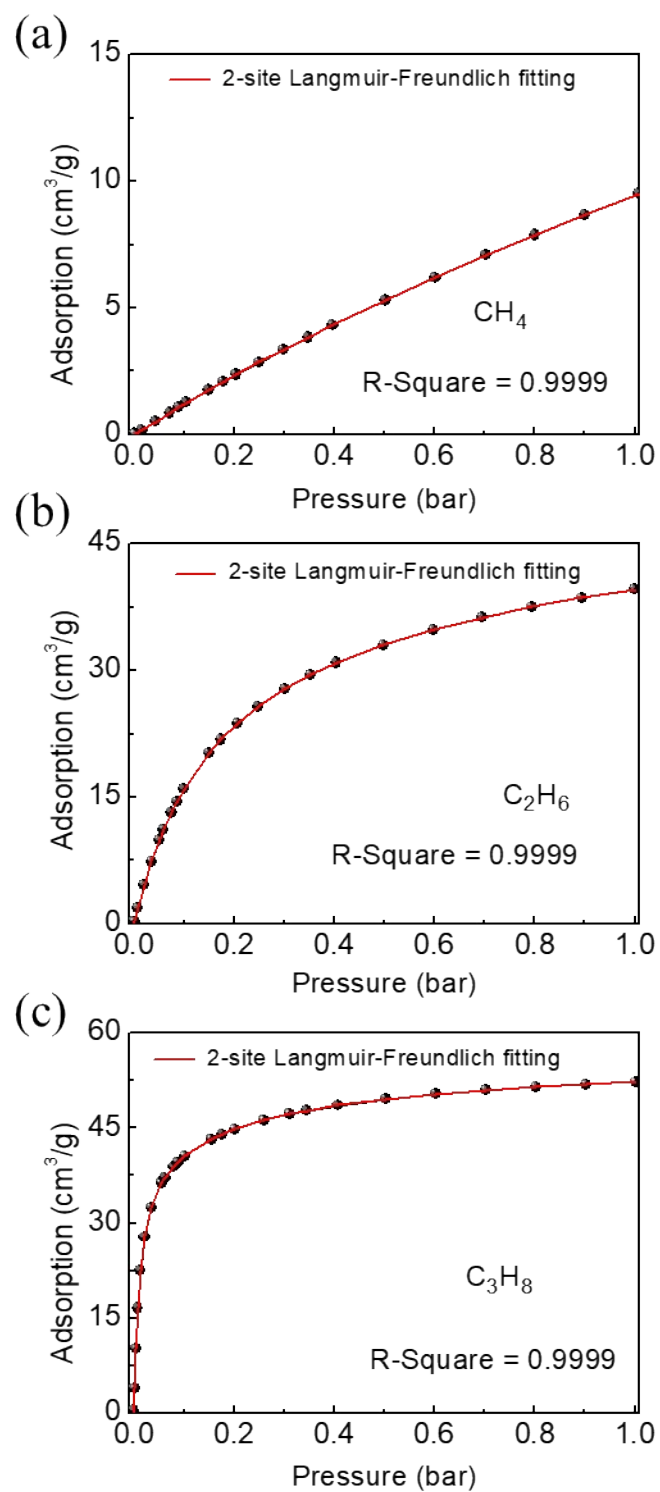 (a)
15
10
5
0
Adsorption (cm³/g)
2-site Langmuir-Freundlich fitting
CH₄
R-Square = 0.9999
0.0 0.2 0.4 0.6 0.8 1.0
Pressure (bar)
(b)
45
30
15
0
Adsorption (cm³/g)
2-site Langmuir-Freundlich fitting
C₂H₆
R-Square = 0.9999
0.0 0.2 0.4 0.6 0.8 1.0
Pressure (bar)
(c)
60
45
30
15
0
Adsorption (cm³/g)
2-site Langmuir-Freundlich fitting
C₃H₈
R-Square = 0.9999
0.0 0.2 0.4 0.6 0.8 1.0
Pressure (bar)